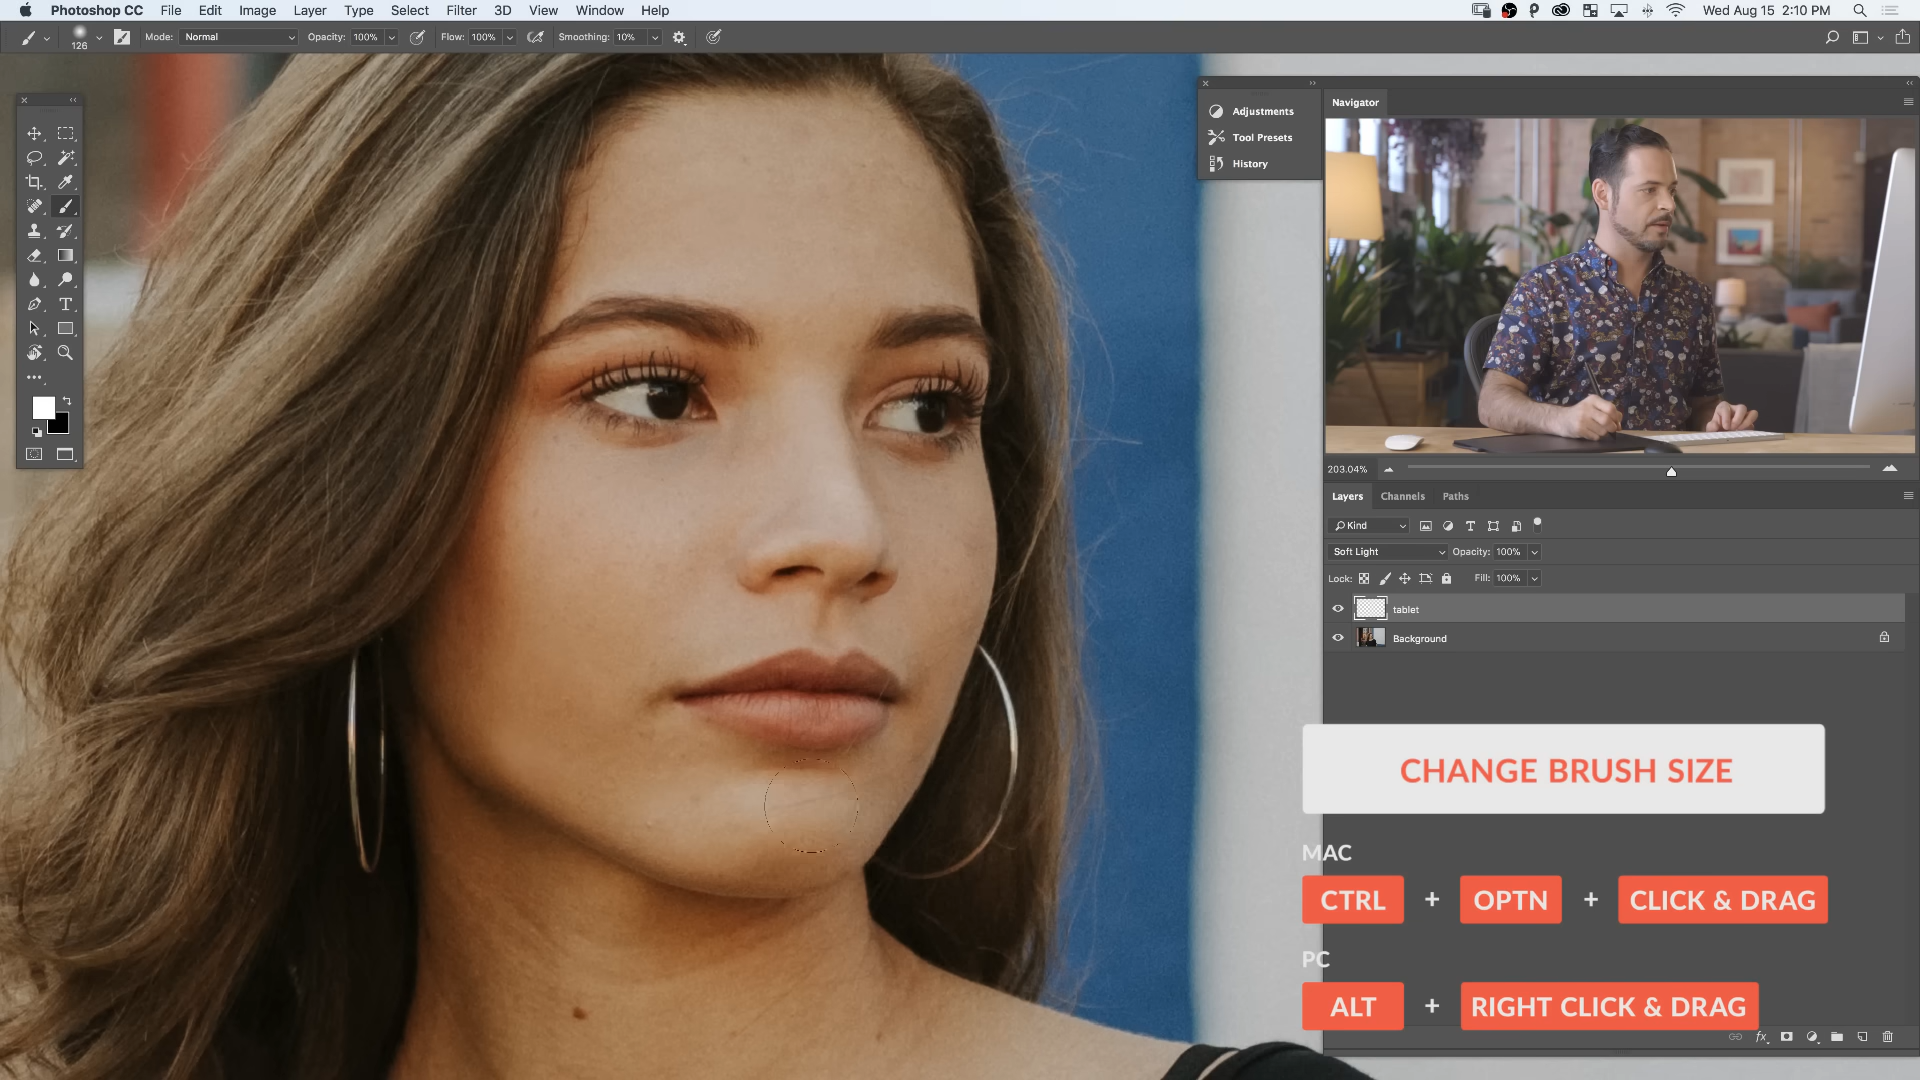 Photoshop CC File Edit Image Layer Type Select Filter 3D View Window Help Wed Aug 15 2:10 PM
126 Mode: Normal Opacity: 100% Flow: 100% Smoothing: 10%
Adjustments
Tool Presets
History
Navigator
203.04%
Layers Channels Paths
Kind
Soft Light Opacity: 100%
Lock: Fill: 100%
tablet
Background
CHANGE BRUSH SIZE
MAC
CTRL + OPTN + CLICK & DRAG
PC
ALT + RIGHT CLICK & DRAG
fx